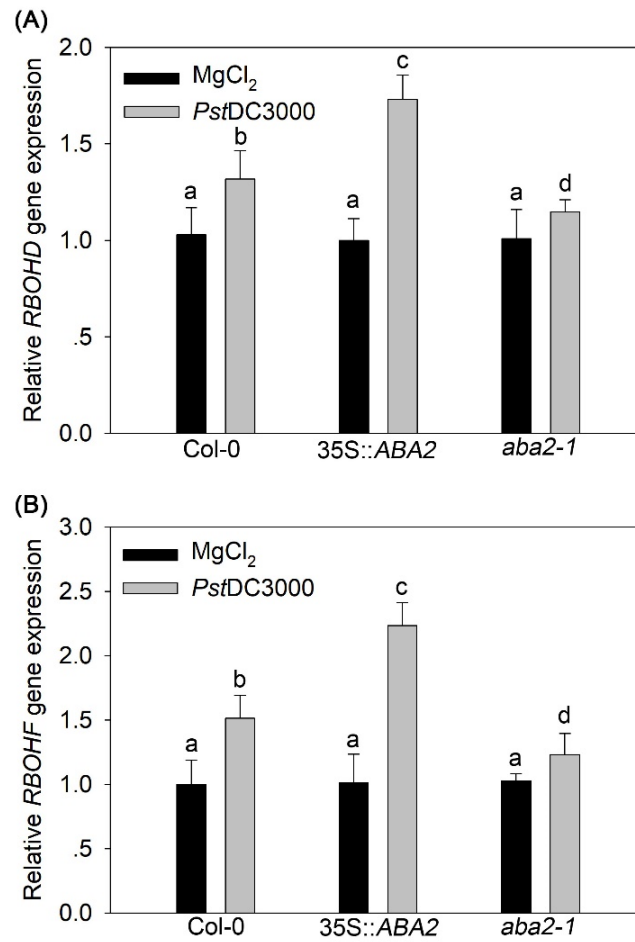 (A)
Relative RBOHD gene expression
2.0
1.5
1.0
.5
0.0
MgCl₂
PstDC3000
a
b
a
c
a
d
Col-0
35S::ABA2
aba2-1
(B)
Relative RBOHF gene expression
3.0
2.5
2.0
1.5
1.0
.5
0.0
MgCl₂
PstDC3000
a
b
a
c
a
d
Col-0
35S::ABA2
aba2-1